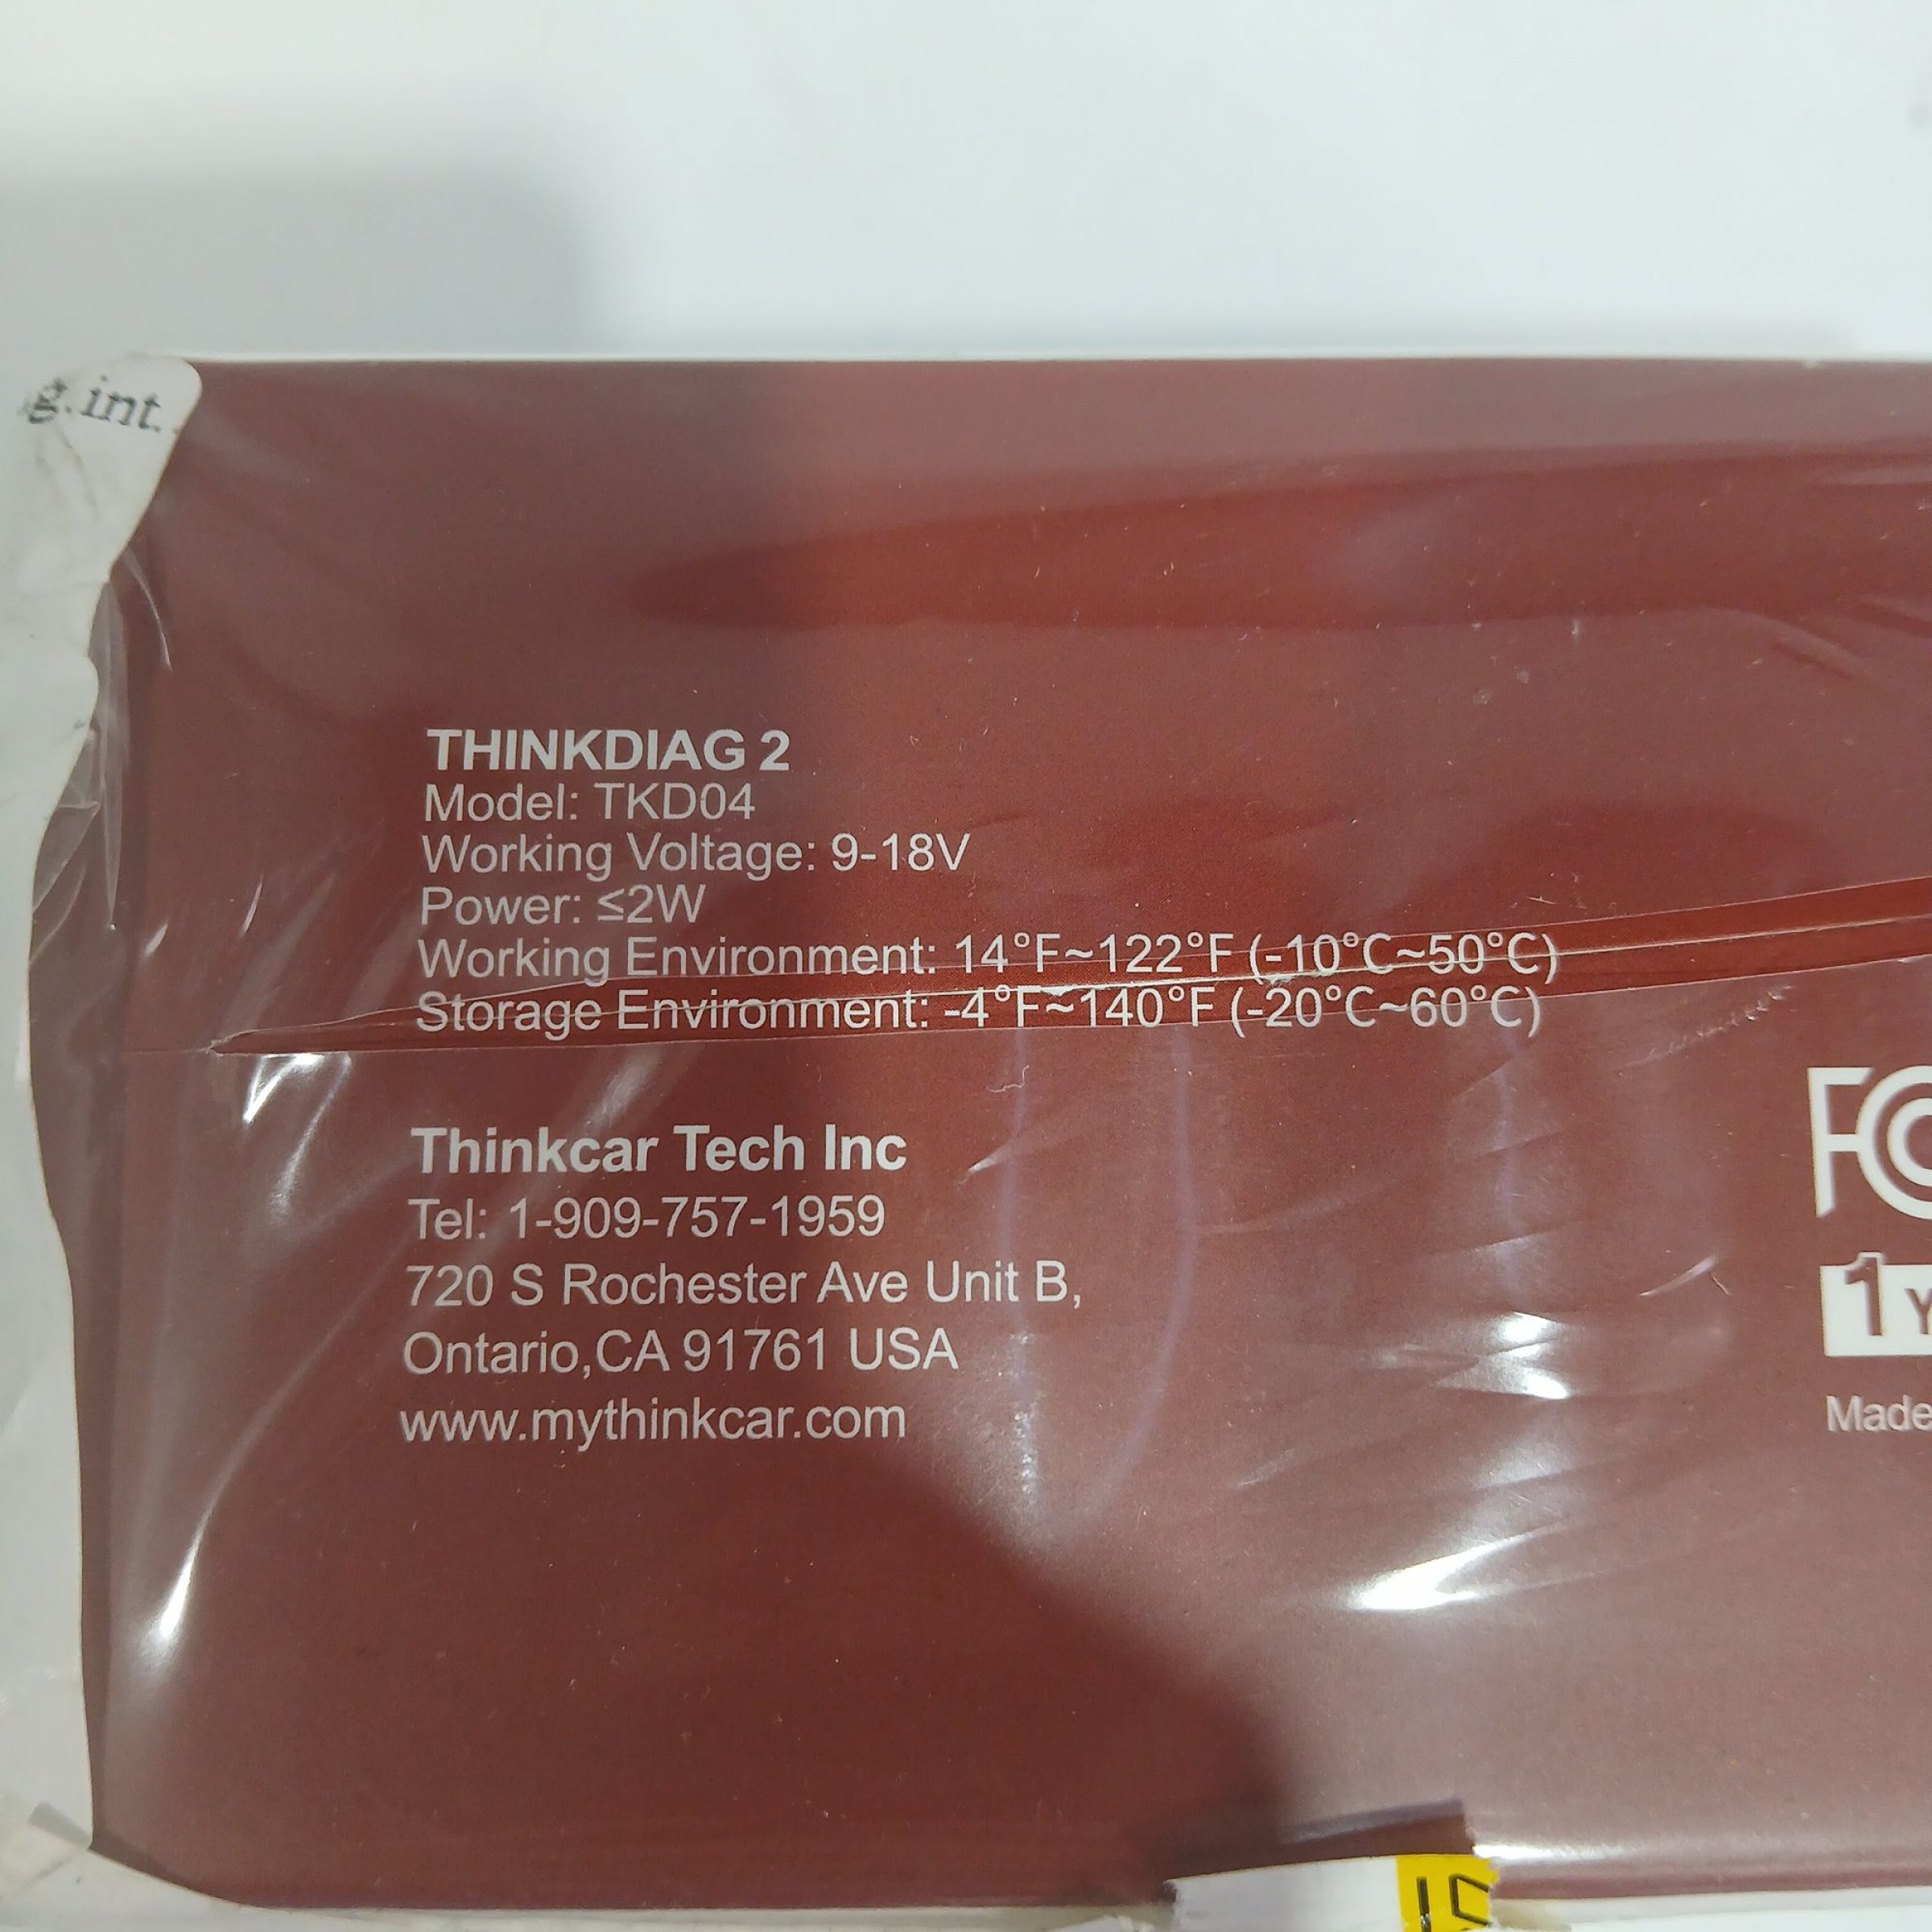 g.int.
THINKDIAG 2
Model: TKD04
Working Voltage: 9-18V
Power: ≤2W
Working Environment: 14°F~122°F (-10°C~50°C)
Storage Environment: -4°F~140°F (-20°C~60°C)
Thinkcar Tech Inc
Tel: 1-909-757-1959
720 S Rochester Ave Unit B,
Ontario,CA 91761 USA
www.mythinkcar.com
FC
1 Y
Made